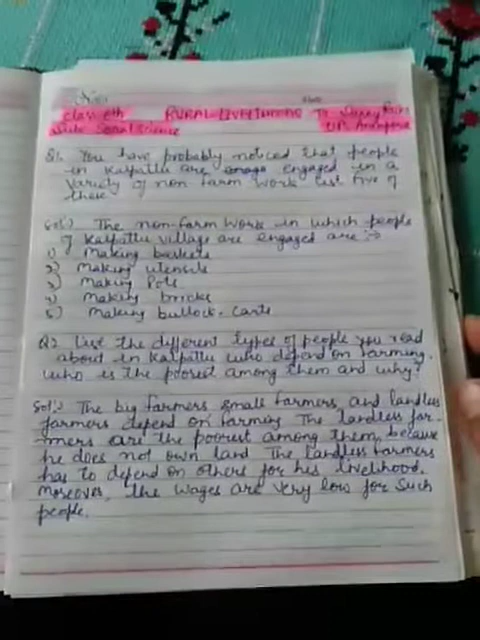 Class 6th RURAL LIVELIHOODS
Sub: Social Science
Q1. You have probably noticed that people
in Kalpattu are engaged in a
variety of non farm work list five of
these
Sol:) The non-farm work in which people
of Kalpattu village are engaged are :->
1) Making baskets
2) Making utensils
3) Making Pots
4) Making bricks
5) Making bullock-carts
Q2 List the different types of people you read
about in Kalpattu who depend on farming.
who is the poorest among them and why?
Sol:) The big farmers small farmers, and landless
farmers depend on farming The landless far-
mers are the poorest among them, because
he does not own land The landless farmers
has to depend on others for his livelihood.
Moreover, the wages are very low for such
people.